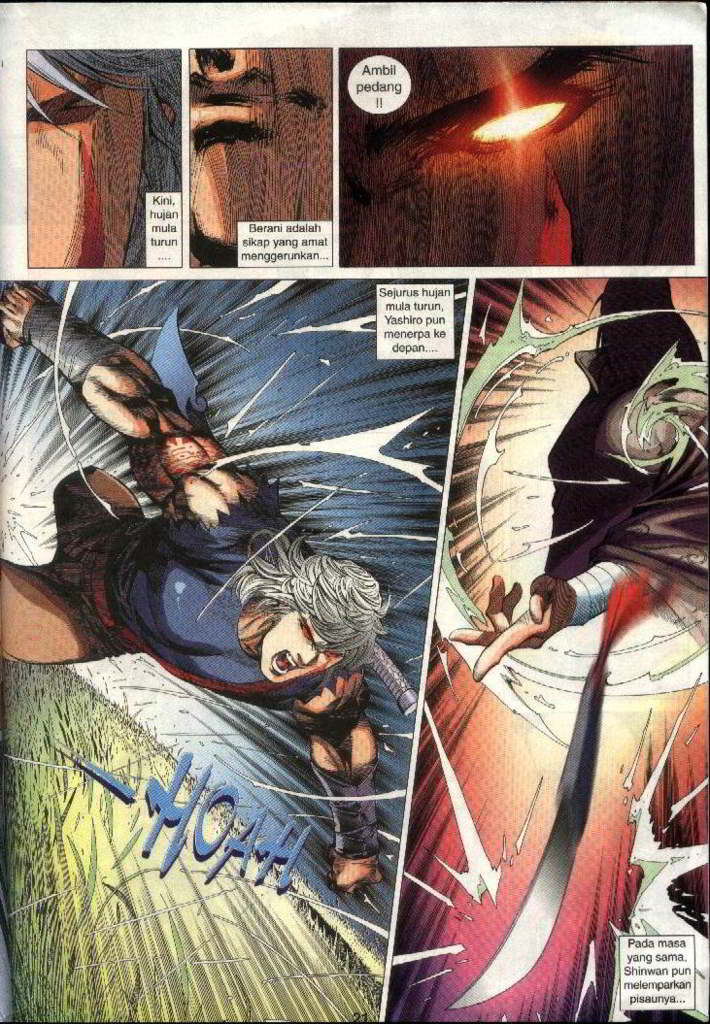 Kini,
hujan
mula
turun
....
Berani adalah
sikap yang amat
menggerunkan...
Ambil
pedang
!!
Sejurus hujan
mula turun,
Yashiro pun
menerpa ke
depan....
HOAH
Pada masa
yang sama,
Shinwan pun
melemparkan
pisaunya...
21